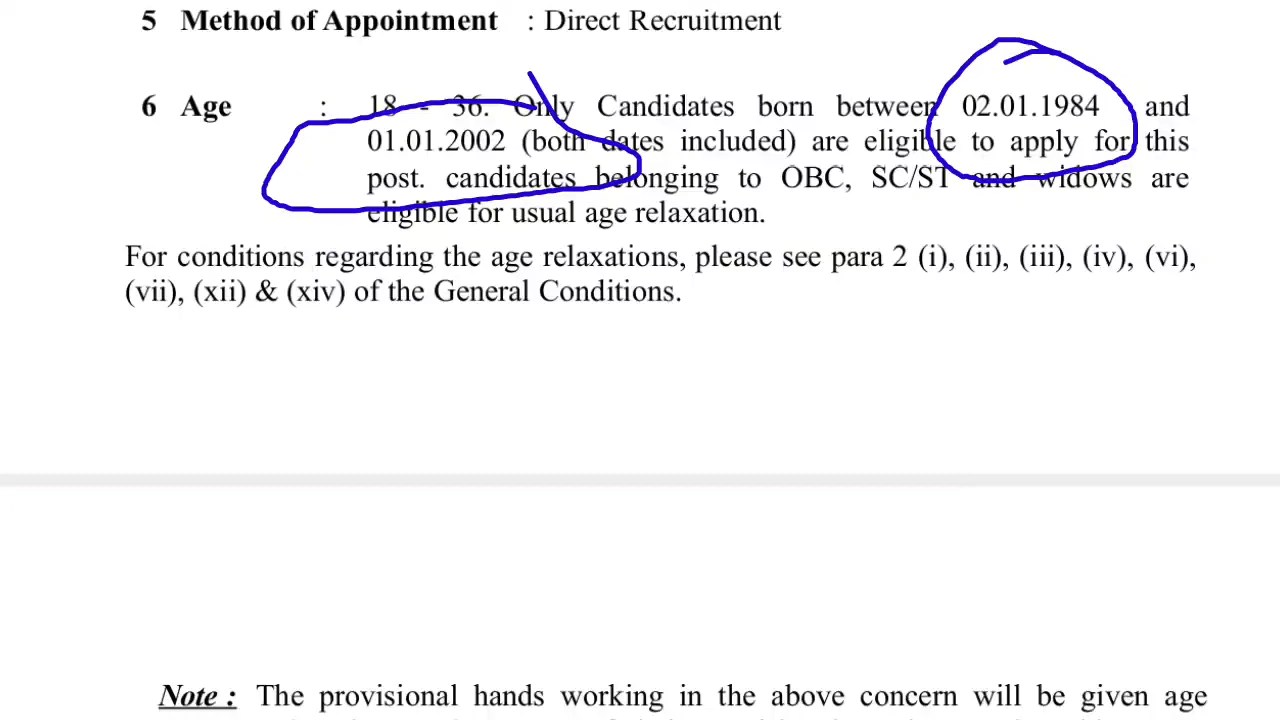 5 Method of Appointment : Direct Recruitment
6 Age : 18 - 36. Only Candidates born between 02.01.1984 and
01.01.2002 (both dates included) are eligible to apply for this
post. candidates belonging to OBC, SC/ST and widows are
eligible for usual age relaxation.
For conditions regarding the age relaxations, please see para 2 (i), (ii), (iii), (iv), (vi),
(vii), (xii) & (xiv) of the General Conditions.
Note : The provisional hands working in the above concern will be given age